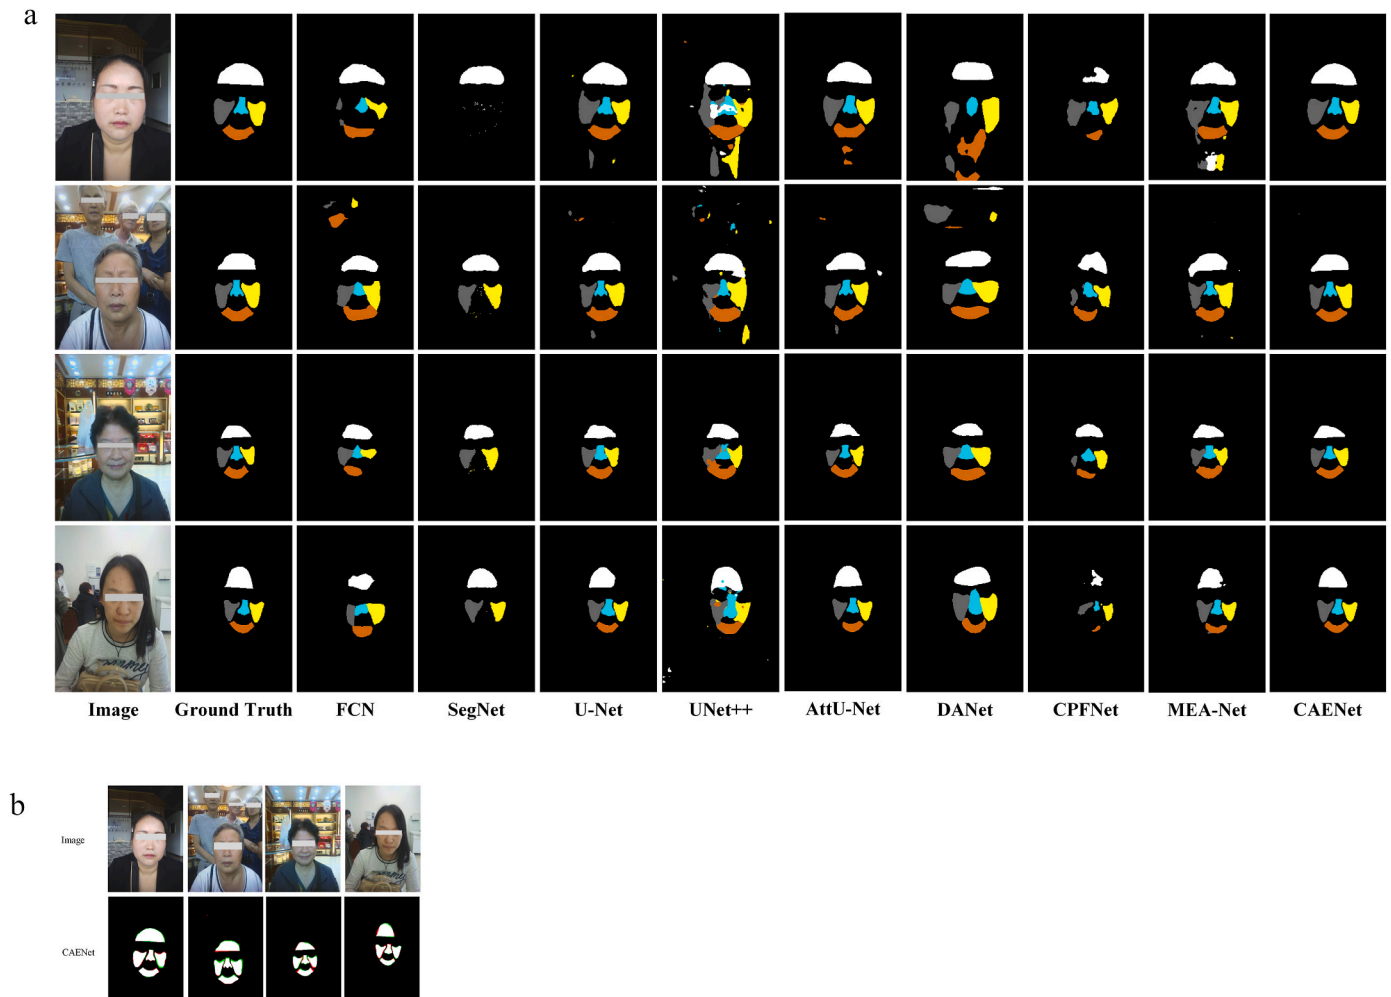 a
Image Ground Truth FCN SegNet U-Net UNet++ AttU-Net DANet CPFNet MEA-Net CAENet
b
Image
CAENet